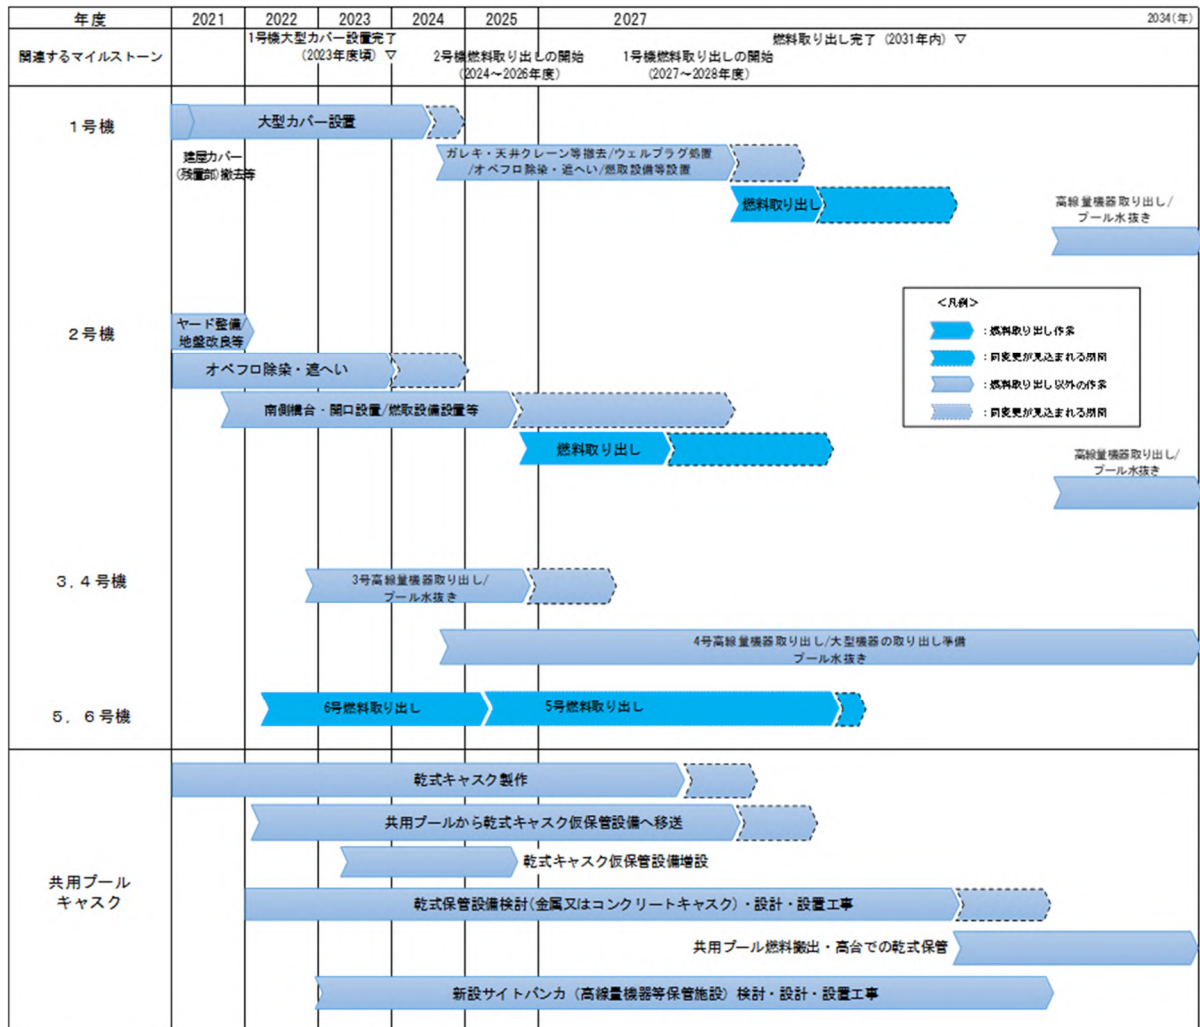 年度
2021
2022
2023
2024
2025
2027
2034(年)
関連するマイルストーン
1号機大型カバー設置完了
(2023年度頃) ▽
2号機燃料取り出しの開始
(2024～2026年度)
1号機燃料取り出しの開始
(2027～2028年度)
燃料取り出し完了 (2031年内) ▽
1号機
大型カバー設置
建屋カバー
(残置部)撤去等
ガレキ・天井クレーン等撤去/ウェルプラグ処置
/オペフロ除染・遮へい/燃取設備等設置
燃料取り出し
高線量機器取り出し/
プール水抜き
<凡例>
：燃料取り出し作業
：同変更が見込まれる期間
：燃料取り出し以外の作業
：同変更が見込まれる期間
2号機
ヤード整備/
地盤改良等
オペフロ除染・遮へい
南側構台・開口設置/燃取設備設置等
燃料取り出し
高線量機器取り出し/
プール水抜き
3，4号機
3号高線量機器取り出し/
プール水抜き
4号高線量機器取り出し/大型機器の取り出し準備
プール水抜き
5，6号機
6号燃料取り出し
5号燃料取り出し
共用プール
キャスク
乾式キャスク製作
共用プールから乾式キャスク仮保管設備へ移送
乾式キャスク仮保管設備増設
乾式保管設備検討(金属又はコンクリートキャスク)・設計・設置工事
共用プール燃料搬出・高台での乾式保管
新設サイトバンカ (高線量機器等保管施設) 検討・設計・設置工事